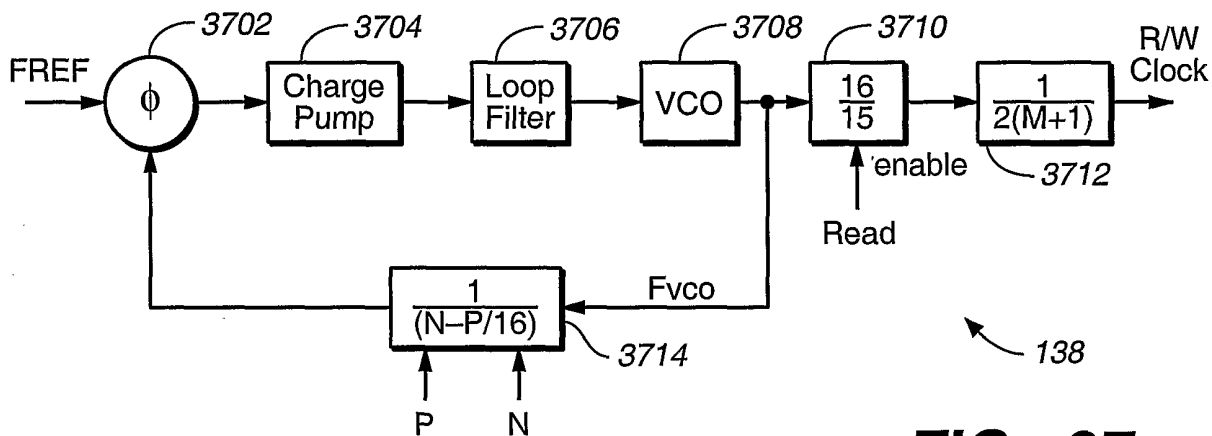 3702
3704
3706
3708
3710
R/W
Clock
FREF
ϕ
Charge
Pump
Loop
Filter
VCO
16
15
1
2(M+1)
enable
3712
Read
1
(N–P/16)
Fvco
3714
138
P
N